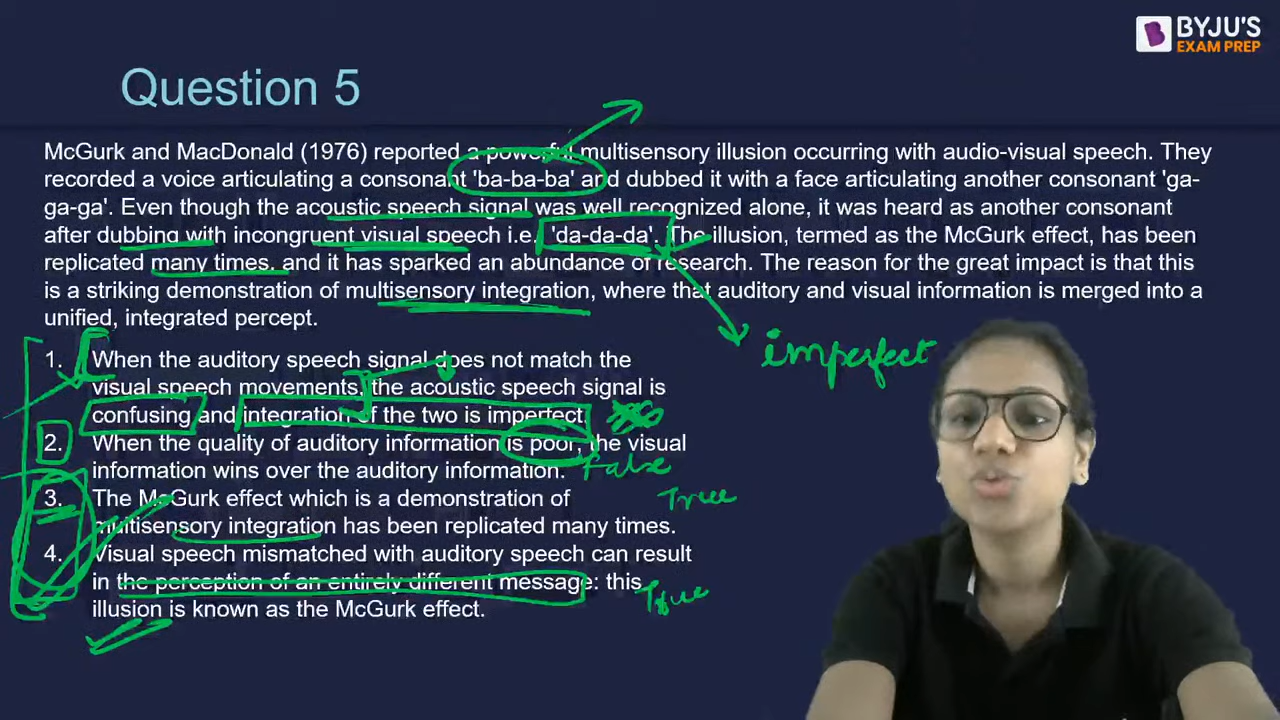 BYJU'S
EXAM PREP
Question 5
McGurk and MacDonald (1976) reported a powerful multisensory illusion occurring with audio-visual speech. They
recorded a voice articulating a consonant 'ba-ba-ba' and dubbed it with a face articulating another consonant 'ga-
ga-ga'. Even though the acoustic speech signal was well recognized alone, it was heard as another consonant
after dubbing with incongruent visual speech i.e., 'da-da-da'. The illusion, termed as the McGurk effect, has been
replicated many times, and it has sparked an abundance of research. The reason for the great impact is that this
is a striking demonstration of multisensory integration, where that auditory and visual information is merged into a
unified, integrated percept.
imperfect
1. When the auditory speech signal does not match the
visual speech movements, the acoustic speech signal is
confusing and integration of the two is imperfect.
2. When the quality of auditory information is poor, the visual
information wins over the auditory information.
False
3. The McGurk effect which is a demonstration of
multisensory integration has been replicated many times.
True
4. Visual speech mismatched with auditory speech can result
in the perception of an entirely different message: this
illusion is known as the McGurk effect.
True